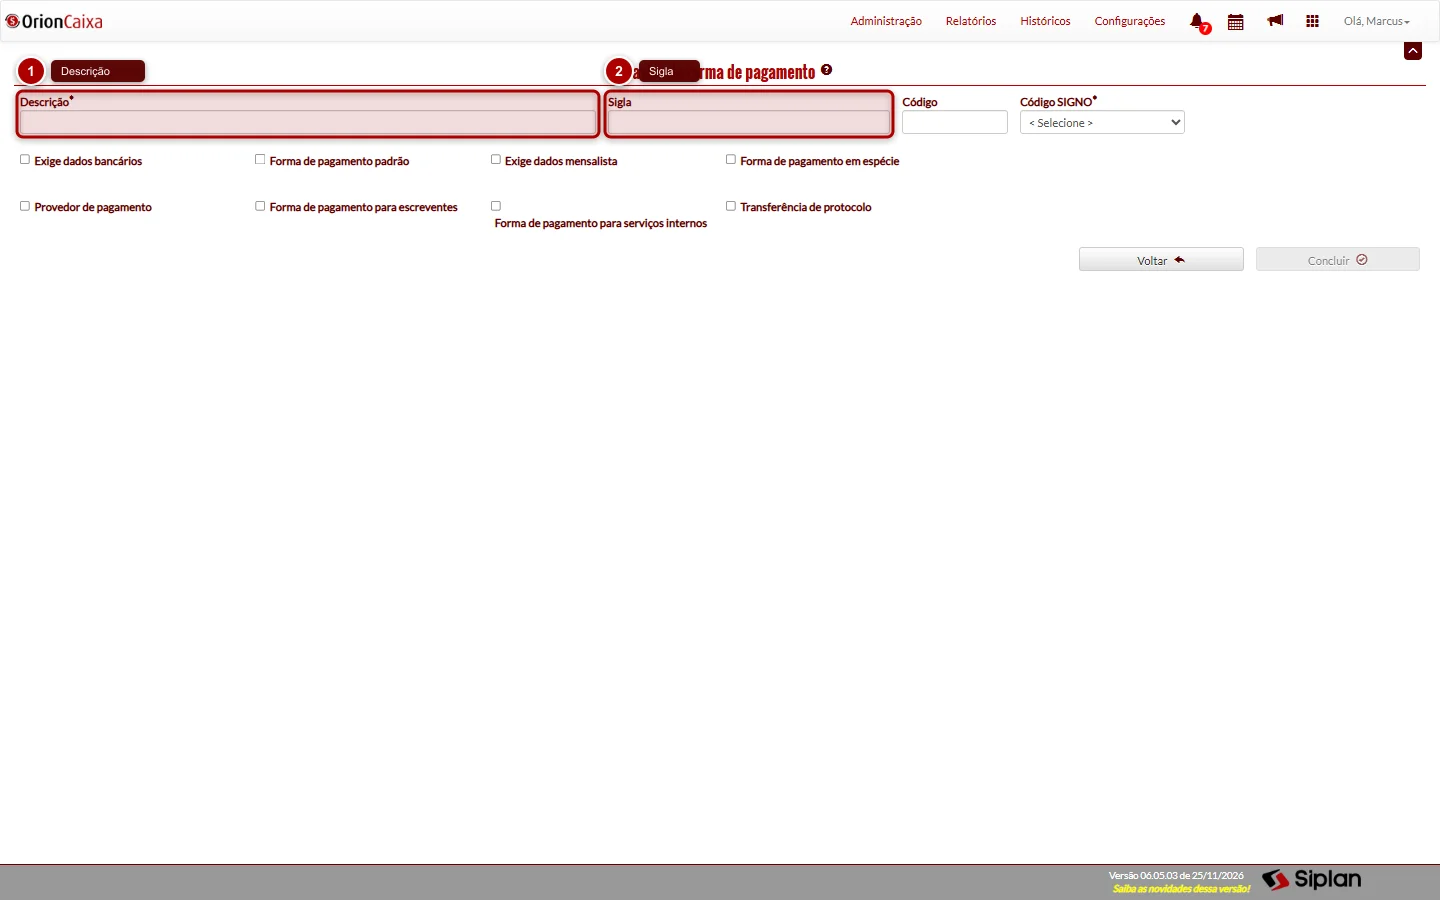 OrionCaixa
Administração Relatórios Históricos Configurações 7 Olá, Marcus
1 Descrição 2 Sigla rma de pagamento
Descrição* Sigla Código Código SIGNO*
< Selecione >
Exige dados bancários Forma de pagamento padrão Exige dados mensalista Forma de pagamento em espécie
Provedor de pagamento Forma de pagamento para escreventes Forma de pagamento para serviços internos Transferência de protocolo
Voltar Concluir
Versão 06.05.03 de 25/11/2026
Saiba as novidades dessa versão!
Siplan